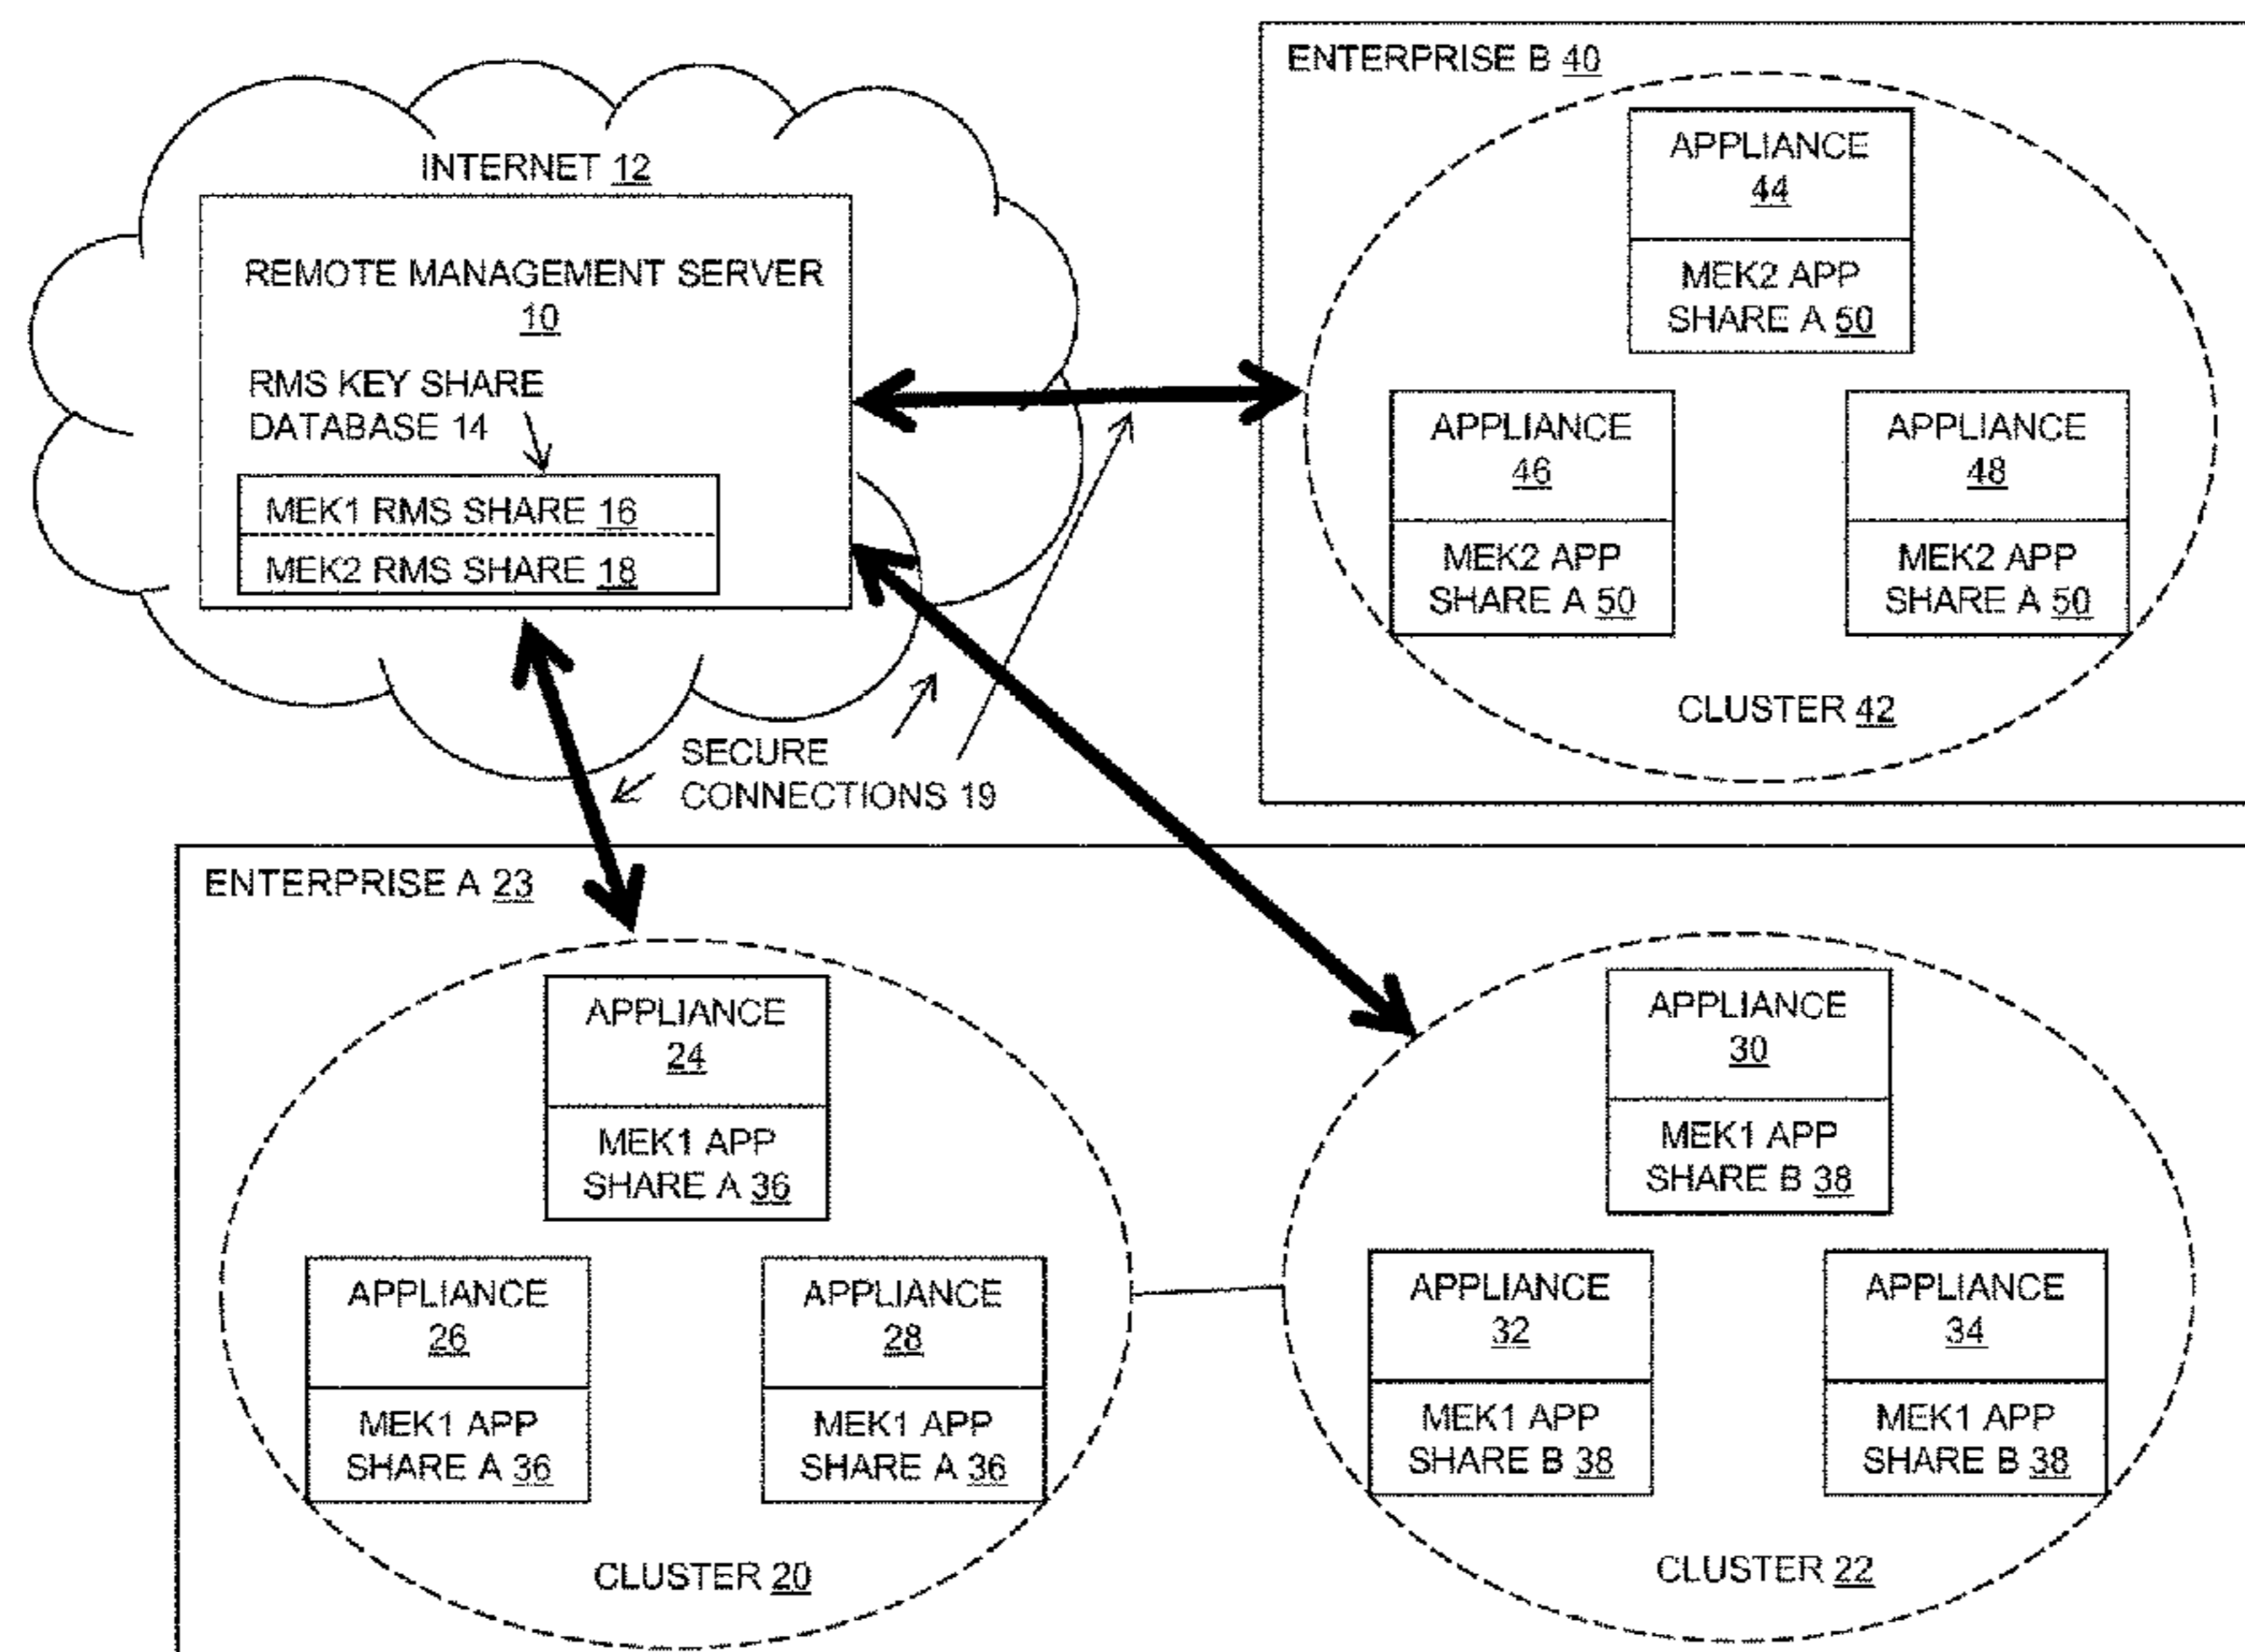 INTERNET 12
REMOTE MANAGEMENT SERVER
10
RMS KEY SHARE
DATABASE 14
MEK1 RMS SHARE 16
MEK2 RMS SHARE 18
SECURE
CONNECTIONS 19
ENTERPRISE B 40
APPLIANCE
44
MEK2 APP
SHARE A 50
APPLIANCE
46
MEK2 APP
SHARE A 50
APPLIANCE
48
MEK2 APP
SHARE A 50
CLUSTER 42
ENTERPRISE A 23
APPLIANCE
24
MEK1 APP
SHARE A 36
APPLIANCE
26
MEK1 APP
SHARE A 36
APPLIANCE
28
MEK1 APP
SHARE A 36
CLUSTER 20
APPLIANCE
30
MEK1 APP
SHARE B 38
APPLIANCE
32
MEK1 APP
SHARE B 38
APPLIANCE
34
MEK1 APP
SHARE B 38
CLUSTER 22